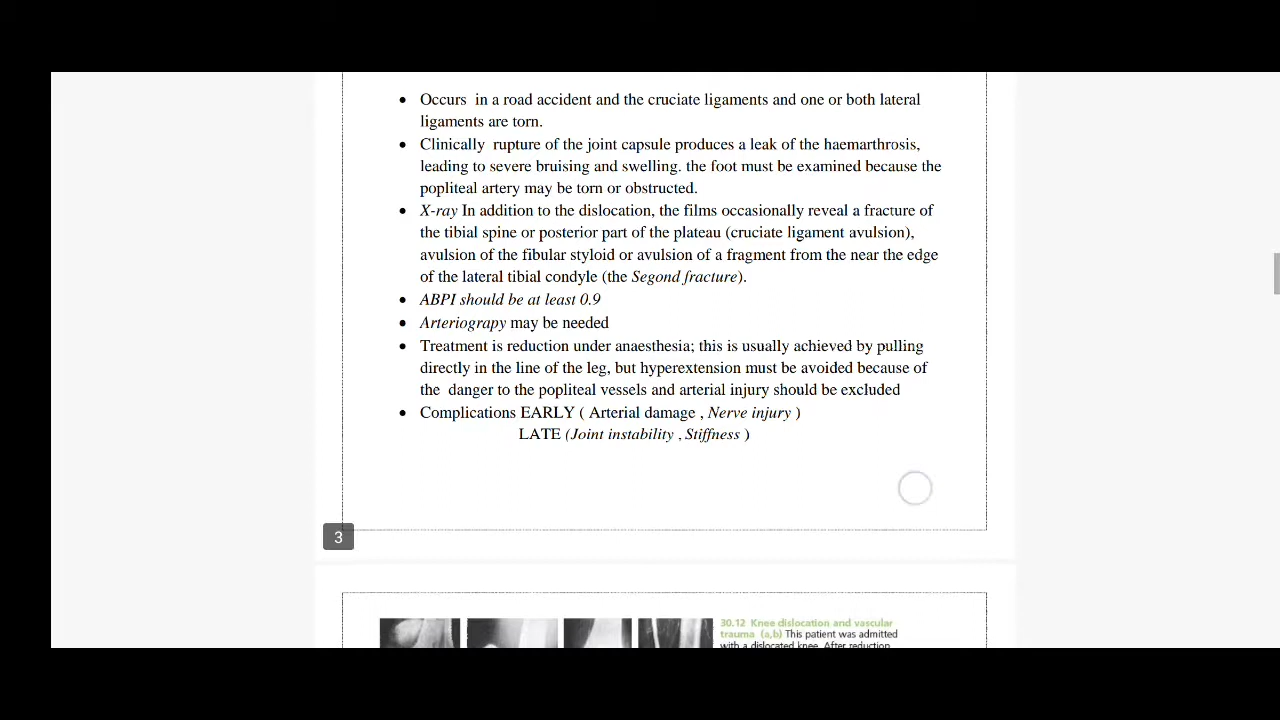 • Occurs in a road accident and the cruciate ligaments and one or both lateral
ligaments are torn.
• Clinically rupture of the joint capsule produces a leak of the haemarthrosis,
leading to severe bruising and swelling. the foot must be examined because the
popliteal artery may be torn or obstructed.
• X-ray In addition to the dislocation, the films occasionally reveal a fracture of
the tibial spine or posterior part of the plateau (cruciate ligament avulsion),
avulsion of the fibular styloid or avulsion of a fragment from the near the edge
of the lateral tibial condyle (the Segond fracture).
• ABPI should be at least 0.9
• Arteriograpy may be needed
• Treatment is reduction under anaesthesia; this is usually achieved by pulling
directly in the line of the leg, but hyperextension must be avoided because of
the danger to the popliteal vessels and arterial injury should be excluded
• Complications EARLY ( Arterial damage , Nerve injury )
LATE (Joint instability , Stiffness )
3
30.12 Knee dislocation and vascular
trauma (a,b) This patient was admitted
with a dislocated knee. After reduction